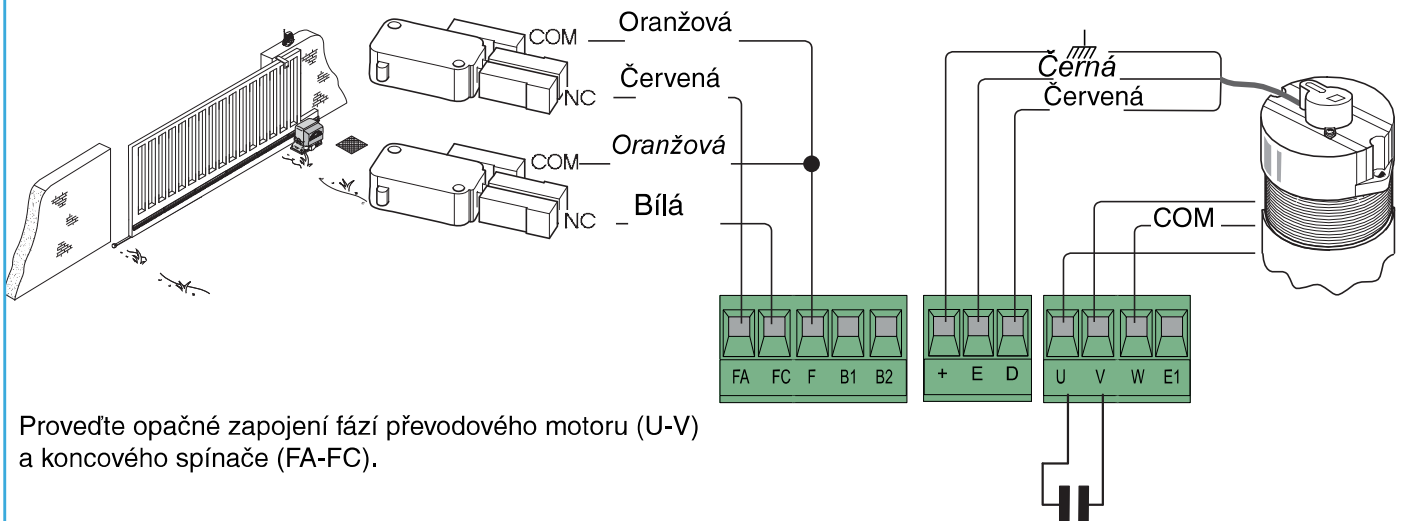 COM Oranžová
NC Červená
COM Oranžová
NC Bílá
Černá
Červená
COM
FA FC F B1 B2
+ E D
U V W E1
Proveďte opačné zapojení fází převodového motoru (U-V)
a koncového spínače (FA-FC).